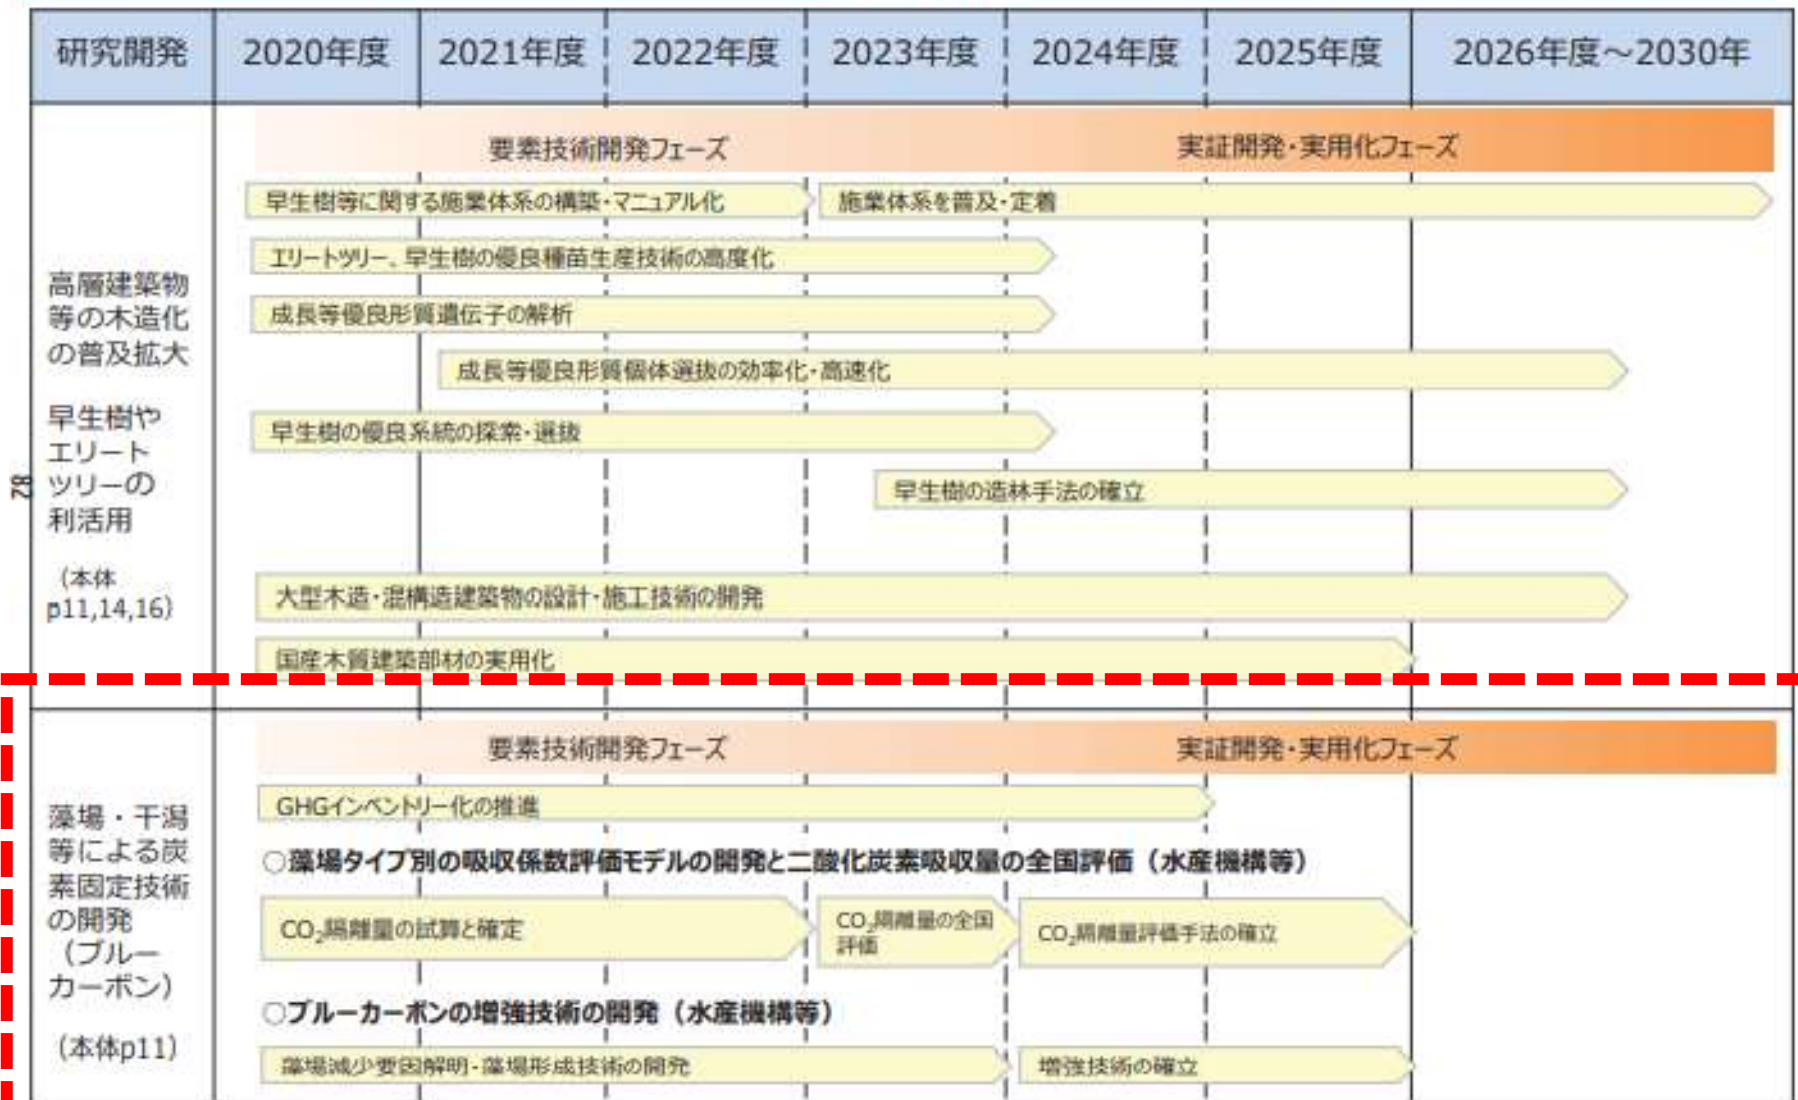 研究開発 2020年度 2021年度 2022年度 2023年度 2024年度 2025年度 2026年度～2030年
要素技術開発フェーズ 実証開発・実用化フェーズ
早生樹等に関する施業体系の構築・マニュアル化 施業体系を普及・定着
エリートツリー、早生樹の優良種苗生産技術の高度化
成長等優良形質遺伝子の解析
成長等優良形質個体選抜の効率化・高速化
早生樹の優良系統の探索・選抜
早生樹の造林手法の確立
大型木造・混構造建築物の設計・施工技術の開発
国産木質建築部材の実用化
高層建築物
等の木造化
の普及拡大
早生樹や
エリート
ツリーの
利活用
（本体
p11,14,16）
82
要素技術開発フェーズ 実証開発・実用化フェーズ
GHGインベントリー化の推進
○藻場タイプ別の吸収係数評価モデルの開発と二酸化炭素吸収量の全国評価（水産機構等）
CO₂隔離量の試算と確定 CO₂隔離量の全国
評価 CO₂隔離量評価手法の確立
○ブルーカーボンの増強技術の開発（水産機構等）
藻場減少要因解明・藻場形成技術の開発 増強技術の確立
藻場・干潟
等による炭
素固定技術
の開発
（ブルー
カーボン）
（本体p11）